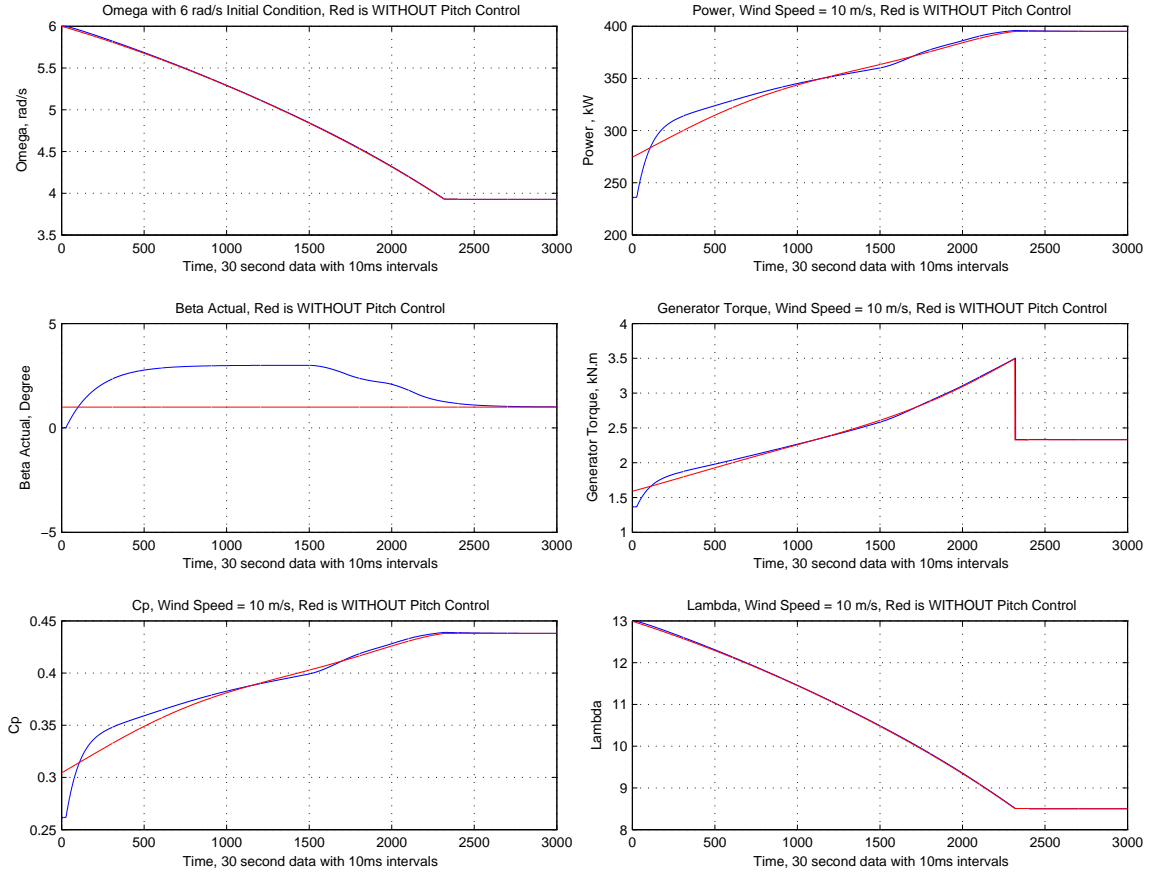 Omega with 6 rad/s Initial Condition, Red is WITHOUT Pitch Control
6
5.5
5
4.5
4
3.5
Omega, rad/s
0 500 1000 1500 2000 2500 3000
Time, 30 second data with 10ms intervals
Power, Wind Speed = 10 m/s, Red is WITHOUT Pitch Control
400
350
300
250
200
Power , kW
0 500 1000 1500 2000 2500 3000
Time, 30 second data with 10ms intervals
Beta Actual, Red is WITHOUT Pitch Control
5
0
−5
Beta Actual, Degree
0 500 1000 1500 2000 2500 3000
Time, 30 second data with 10ms intervals
Generator Torque, Wind Speed = 10 m/s, Red is WITHOUT Pitch Control
4
3.5
3
2.5
2
1.5
1
Generator Torque, kN.m
0 500 1000 1500 2000 2500 3000
Time, 30 second data with 10ms intervals
Cp, Wind Speed = 10 m/s, Red is WITHOUT Pitch Control
0.45
0.4
0.35
0.3
0.25
Cp
0 500 1000 1500 2000 2500 3000
Time, 30 second data with 10ms intervals
Lambda, Wind Speed = 10 m/s, Red is WITHOUT Pitch Control
13
12
11
10
9
8
Lambda
0 500 1000 1500 2000 2500 3000
Time, 30 second data with 10ms intervals